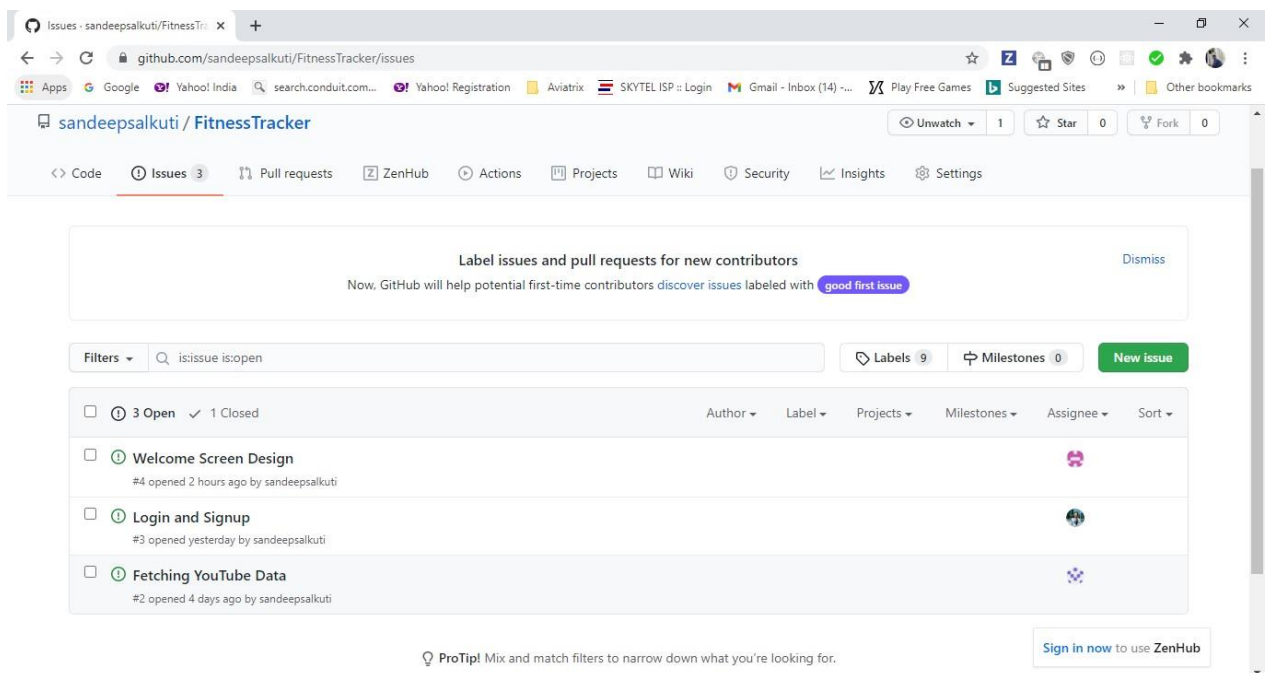 Issues · sandeepsalkuti/FitnessTr
github.com/sandeepsalkuti/FitnessTracker/issues
Apps Google Yahoo! India search.conduit.com... Yahoo! Registration Aviatrix SKYTEL ISP :: Login Gmail - Inbox (14) -... Play Free Games Suggested Sites » Other bookmarks
sandeepsalkuti / FitnessTracker Unwatch 1 Star 0 Fork 0
<> Code Issues 3 Pull requests ZenHub Actions Projects Wiki Security Insights Settings
Label issues and pull requests for new contributors Dismiss
Now, GitHub will help potential first-time contributors discover issues labeled with good first issue
Filters is:issue is:open Labels 9 Milestones 0 New issue
3 Open 1 Closed Author Label Projects Milestones Assignee Sort
Welcome Screen Design
#4 opened 2 hours ago by sandeepsalkuti
Login and Signup
#3 opened yesterday by sandeepsalkuti
Fetching YouTube Data
#2 opened 4 days ago by sandeepsalkuti
ProTip! Mix and match filters to narrow down what you're looking for.
Sign in now to use ZenHub